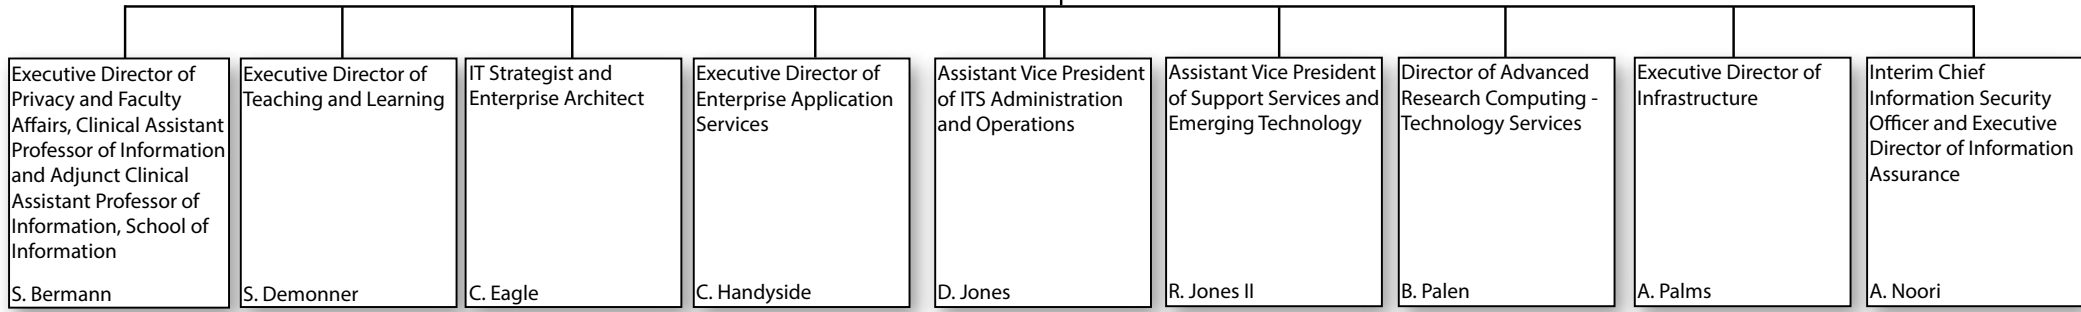 Executive Director of
Privacy and Faculty
Affairs, Clinical Assistant
Professor of Information
and Adjunct Clinical
Assistant Professor of
Information, School of
Information
S. Bermann
Executive Director of
Teaching and Learning
S. Demonner
IT Strategist and
Enterprise Architect
C. Eagle
Executive Director of
Enterprise Application
Services
C. Handyside
Assistant Vice President
of ITS Administration
and Operations
D. Jones
Assistant Vice President
of Support Services and
Emerging Technology
R. Jones II
Director of Advanced
Research Computing -
Technology Services
B. Palen
Executive Director of
Infrastructure
A. Palms
Interim Chief
Information Security
Officer and Executive
Director of Information
Assurance
A. Noori